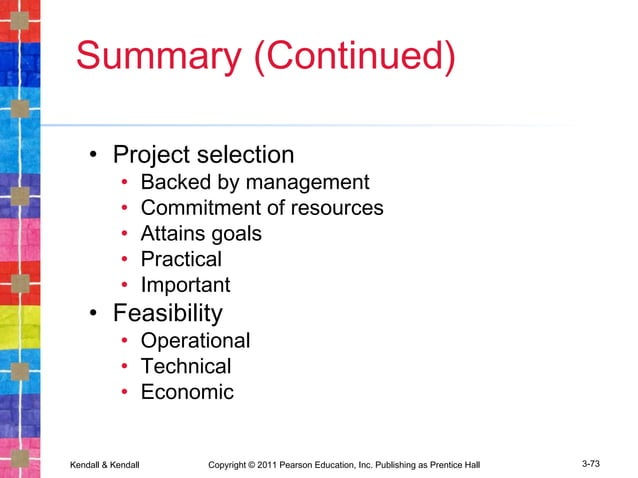 Summary (Continued)
• Project selection
• Backed by management
• Commitment of resources
• Attains goals
• Practical
• Important
• Feasibility
• Operational
• Technical
• Economic
Kendall & Kendall Copyright © 2011 Pearson Education, Inc. Publishing as Prentice Hall 3-73